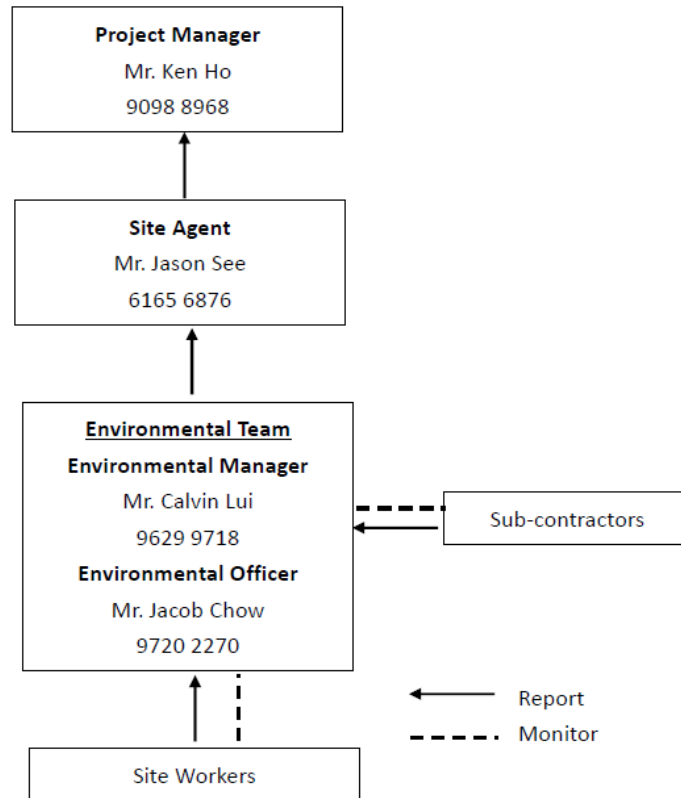 Project Manager
Mr. Ken Ho
9098 8968
Site Agent
Mr. Jason See
6165 6876
Environmental Team
Environmental Manager
Mr. Calvin Lui
9629 9718
Environmental Officer
Mr. Jacob Chow
9720 2270
Sub-contractors
Site Workers
Report
Monitor